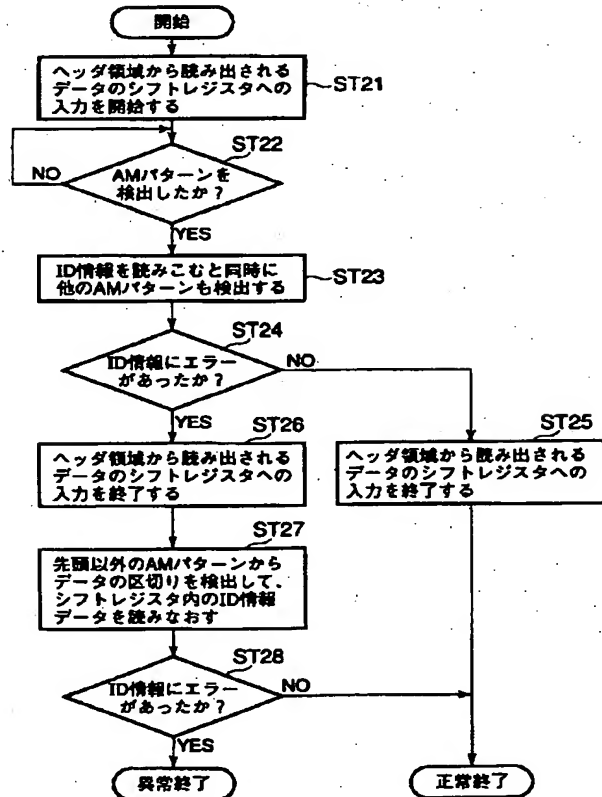 開始
ヘッダ領域から読み出される
データのシフトレジスタへの
入力を開始する
ST21
ST22
AMパターンを
検出したか?
NO
YES
ID情報を読みこむと同時に
他のAMパターンも検出する
ST23
ST24
ID情報にエラー
があったか?
NO
YES
ST26
ヘッダ領域から読み出される
データのシフトレジスタへの
入力を終了する
ST25
ヘッダ領域から読み出される
データのシフトレジスタへの
入力を終了する
ST27
先頭以外のAMパターンから
データの区切りを検出して、
シフトレジスタ内のID情報
データを読みなおす
ST28
ID情報にエラー
があったか?
NO
YES
異常終了
正常終了